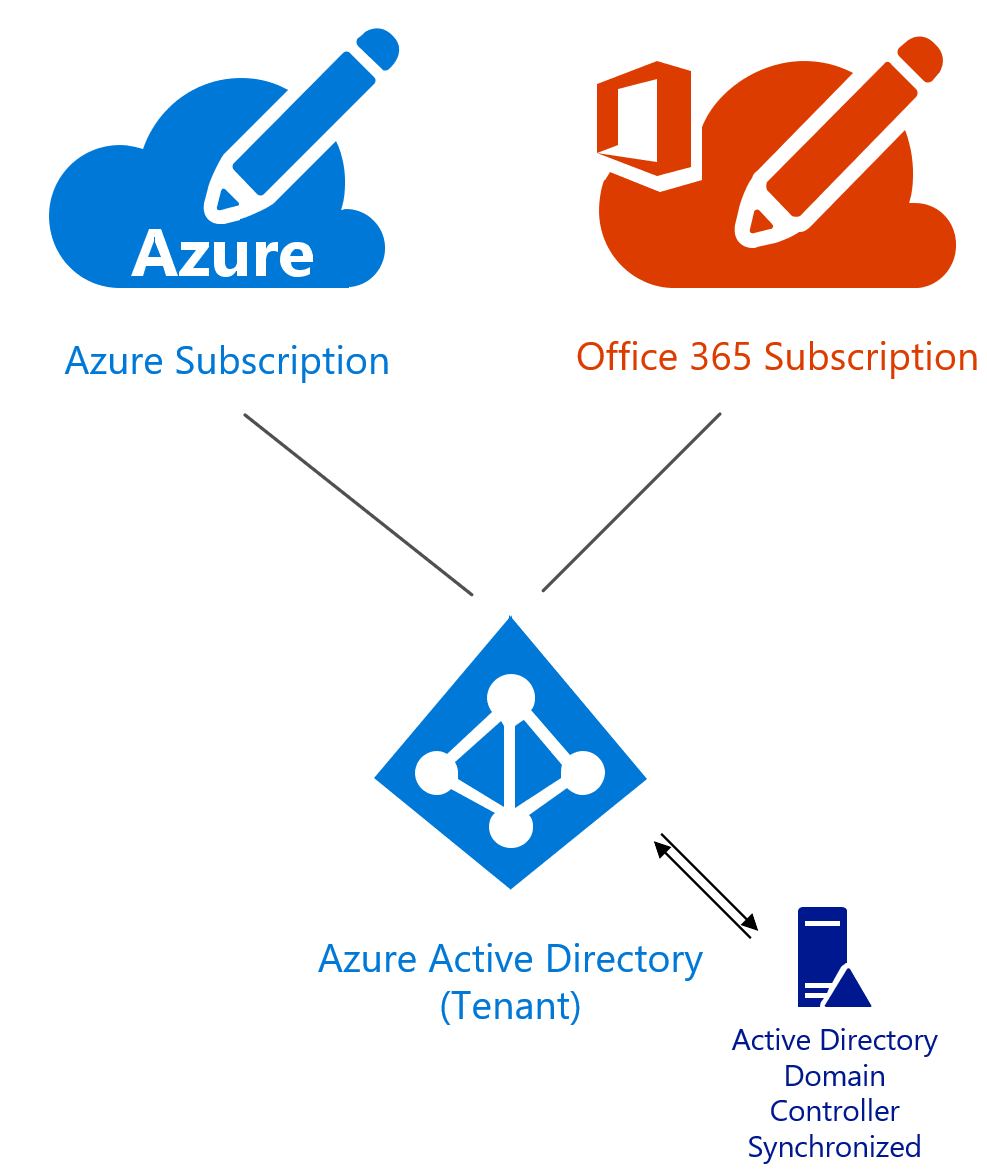 Azure
Azure Subscription
Office 365 Subscription
Azure Active Directory
(Tenant)
Active Directory
Domain
Controller
Synchronized